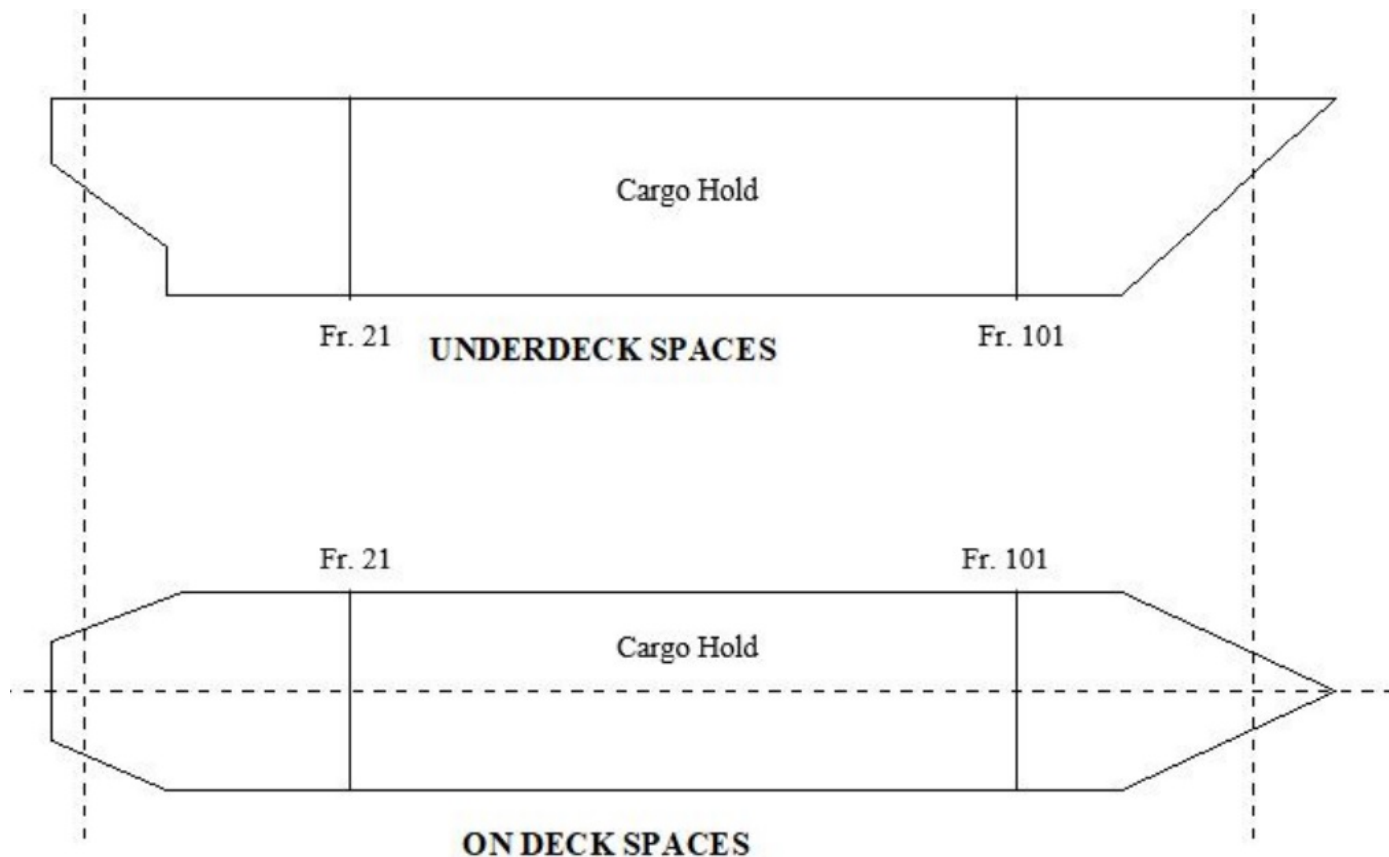 Cargo Hold
Fr. 21
Fr. 101
UNDERDECK SPACES
Fr. 21
Fr. 101
Cargo Hold
ON DECK SPACES